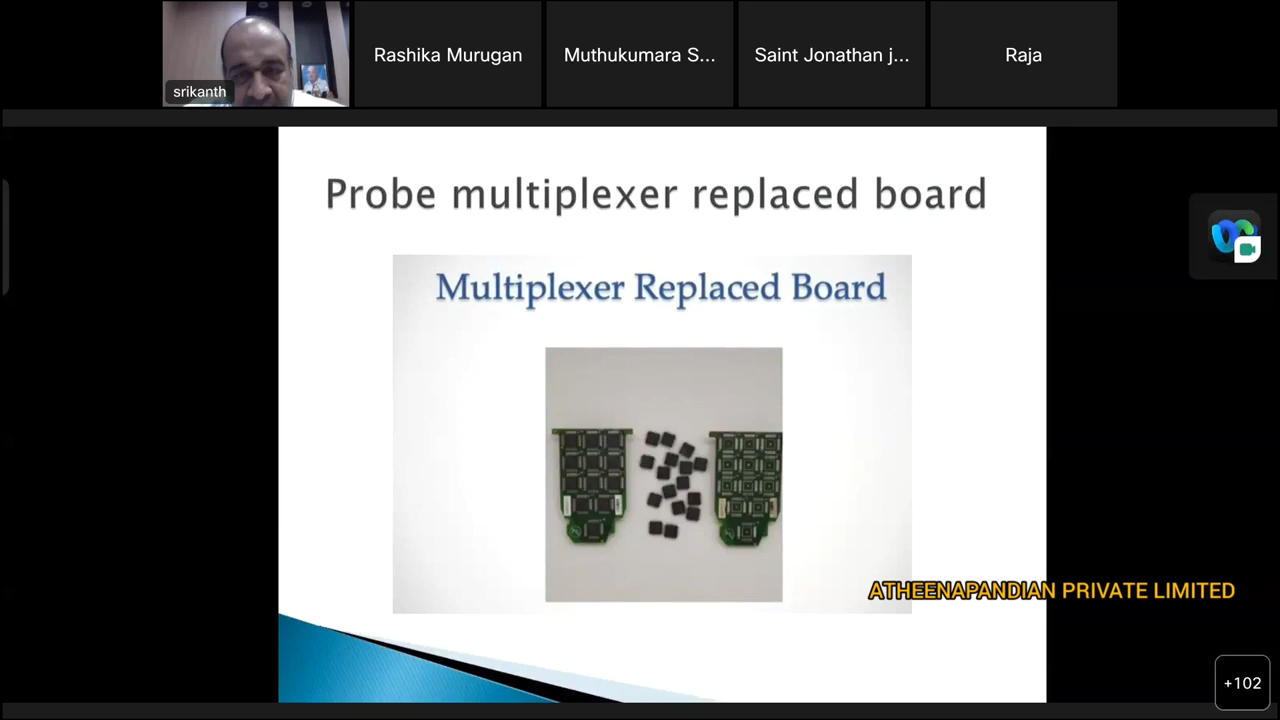 srikanth
Rashika Murugan
Muthukumara S...
Saint Jonathan j...
Raja
Probe multiplexer replaced board
Multiplexer Replaced Board
ATHEENAPANDIAN PRIVATE LIMITED
+102